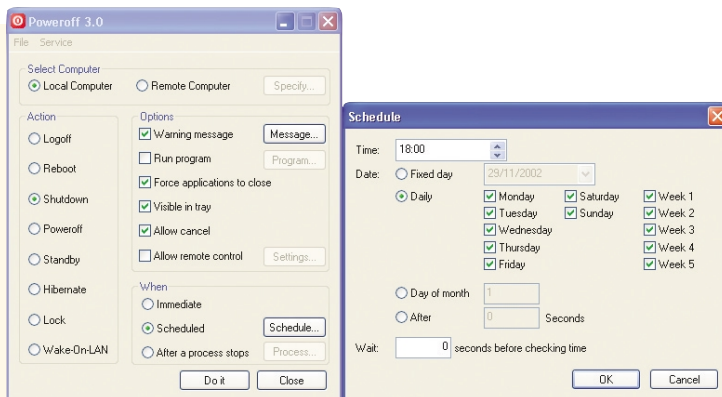 Poweroff 3.0
File Service
Select Computer
Local Computer Remote Computer Specify...
Action
Logoff
Reboot
Shutdown
Poweroff
Standby
Hibernate
Lock
Wake-On-LAN
Options
Warning message Message...
Run program Program...
Force applications to close
Visible in tray
Allow cancel
Allow remote control Settings...
When
Immediate
Scheduled Schedule...
After a process stops Process...
Do it Close
Schedule
Time: 18:00
Date: Fixed day 29/11/2002
Daily Monday Saturday Week 1
Tuesday Sunday Week 2
Wednesday Week 3
Thursday Week 4
Friday Week 5
Day of month 1
After 0 Seconds
Wait: 0 seconds before checking time
OK Cancel